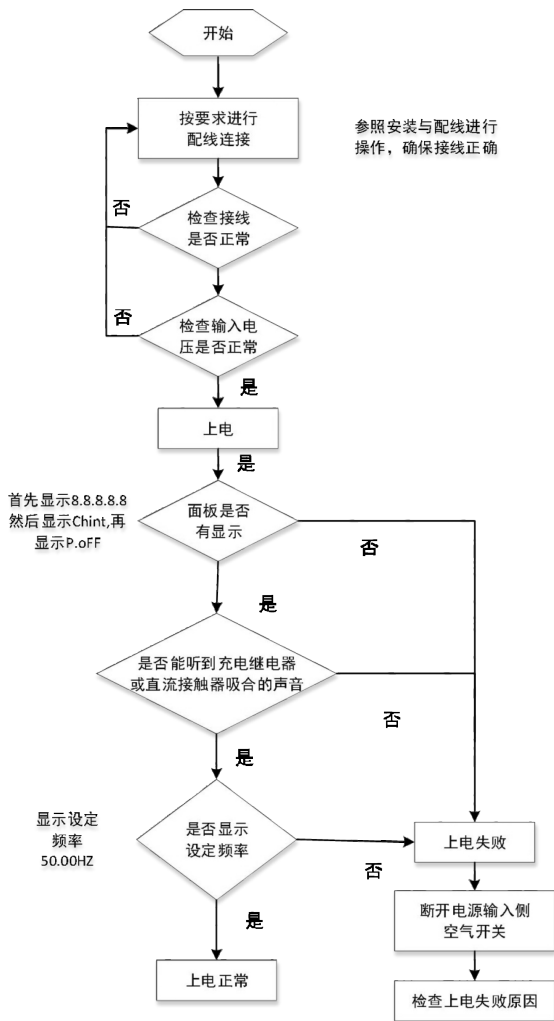 开始
按要求进行
配线连接
参照安装与配线进行
操作，确保接线正确
否
检查接线
是否正常
否
检查输入电
压是否正常
是
上电
是
首先显示8.8.8.8.8
然后显示Chint,再
显示P.oFF
面板是否
有显示
否
是
是否能听到充电继电器
或直流接触器吸合的声音
否
是
显示设定
频率
50.00HZ
是否显示
设定频率
否
上电失败
是
断开电源输入侧
空气开关
上电正常
检查上电失败原因